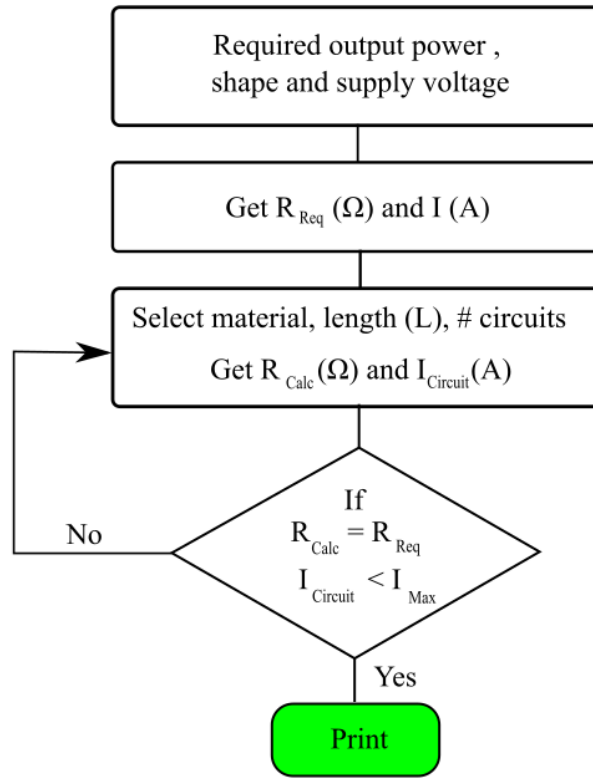 Required output power ,
shape and supply voltage
Get R Req (Ω) and I (A)
Select material, length (L), # circuits
Get R Calc (Ω) and I Circuit (A)
If
R Calc = R Req
I Circuit < I Max
No
Yes
Print